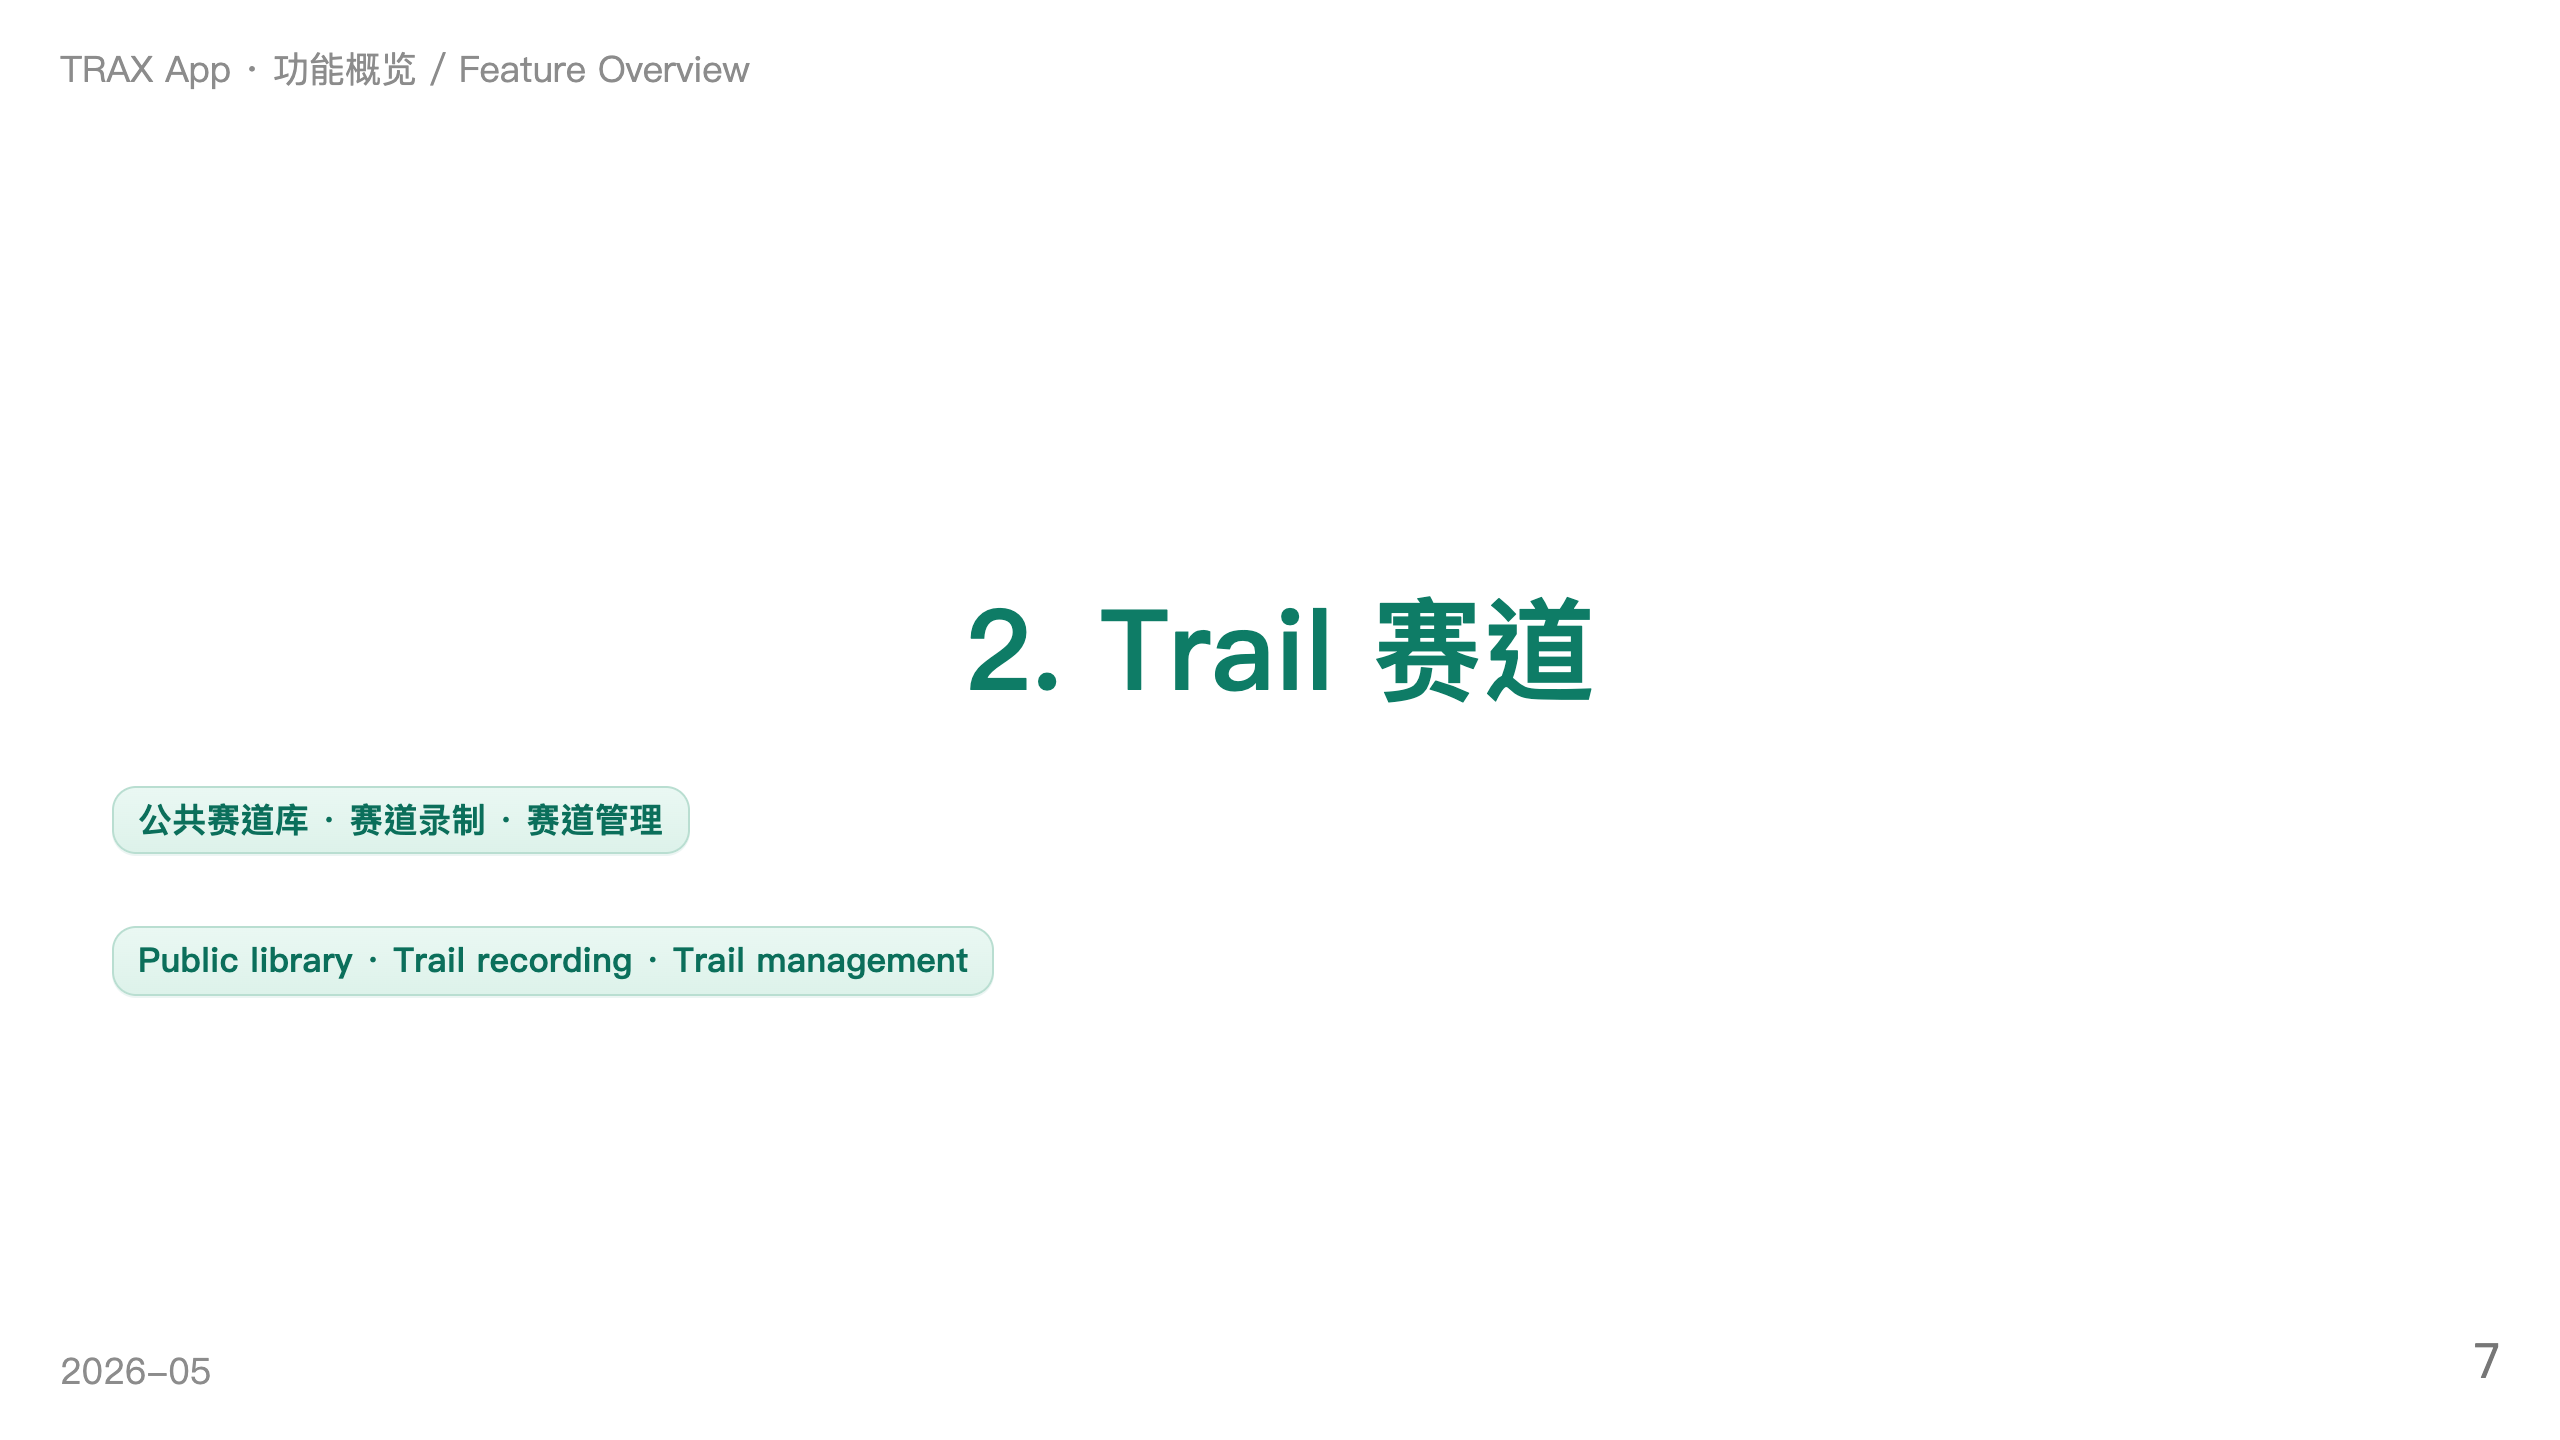 TRAX App · 功能概览 / Feature Overview
2. Trail 赛道
公共赛道库 · 赛道录制 · 赛道管理
Public library · Trail recording · Trail management
2026-05
7